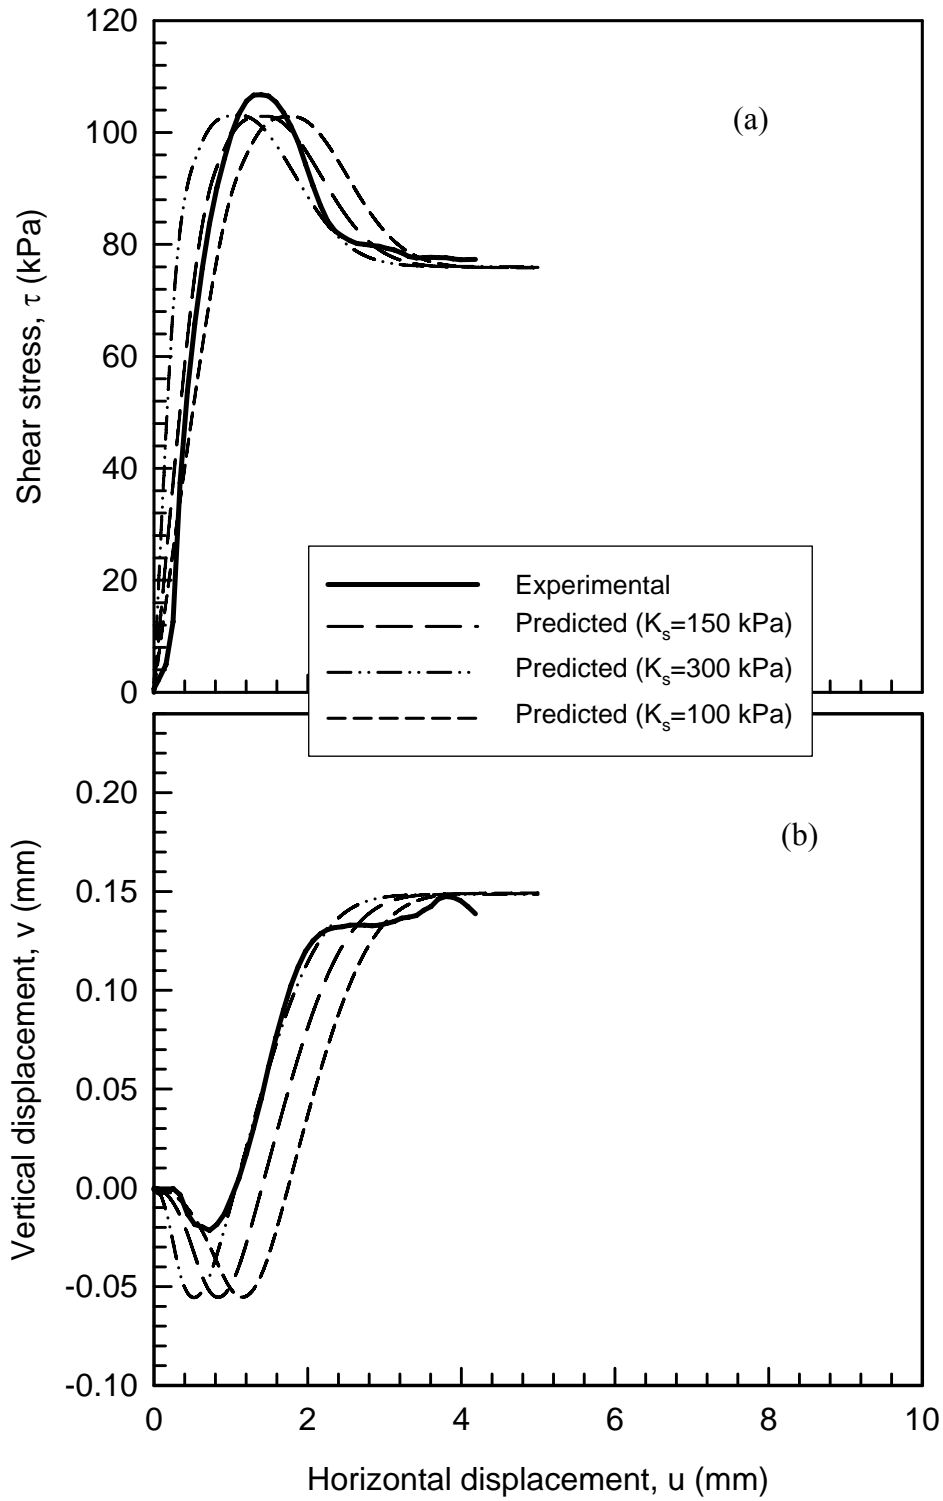 120
100
80
60
40
20
0
Shear stress, τ (kPa)
(a)
Experimental
Predicted (Ks=150 kPa)
Predicted (Ks=300 kPa)
Predicted (Ks=100 kPa)
0.20
0.15
0.10
0.05
0.00
-0.05
-0.10
Vertical displacement, v (mm)
(b)
0 2 4 6 8 10
Horizontal displacement, u (mm)